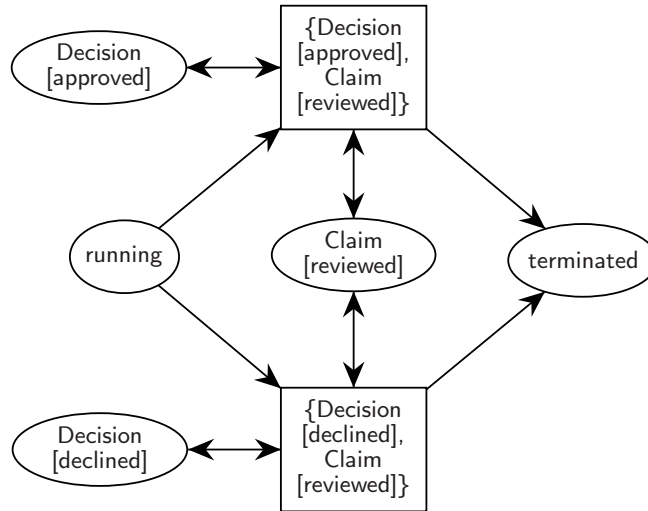 Decision
[approved]
{Decision
[approved],
Claim
[reviewed]}
running
Claim
[reviewed]
terminated
Decision
[declined]
{Decision
[declined],
Claim
[reviewed]}